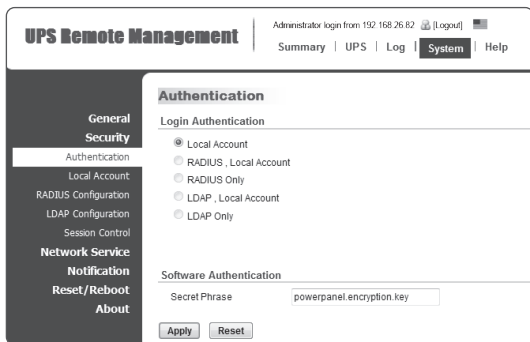 UPS Remote Management
Administrator login from 192.168.26.82 [Logout]
Summary | UPS | Log | System | Help
General
Security
Authentication
Local Account
RADIUS Configuration
LDAP Configuration
Session Control
Network Service
Notification
Reset/Reboot
About
Authentication
Login Authentication
Local Account
RADIUS , Local Account
RADIUS Only
LDAP , Local Account
LDAP Only
Software Authentication
Secret Phrase powerpanel.encryption.key
Apply Reset